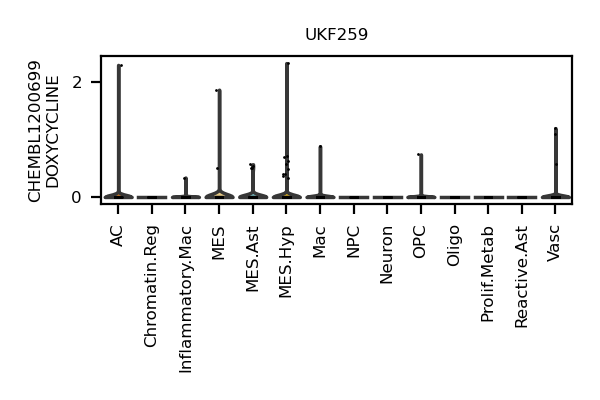 UKF259
CHEMBL1200699
DOXYCYCLINE
2
0
AC
Chromatin.Reg
Inflammatory.Mac
MES
MES.Ast
MES.Hyp
Mac
NPC
Neuron
OPC
Oligo
Prolif.Metab
Reactive.Ast
Vasc